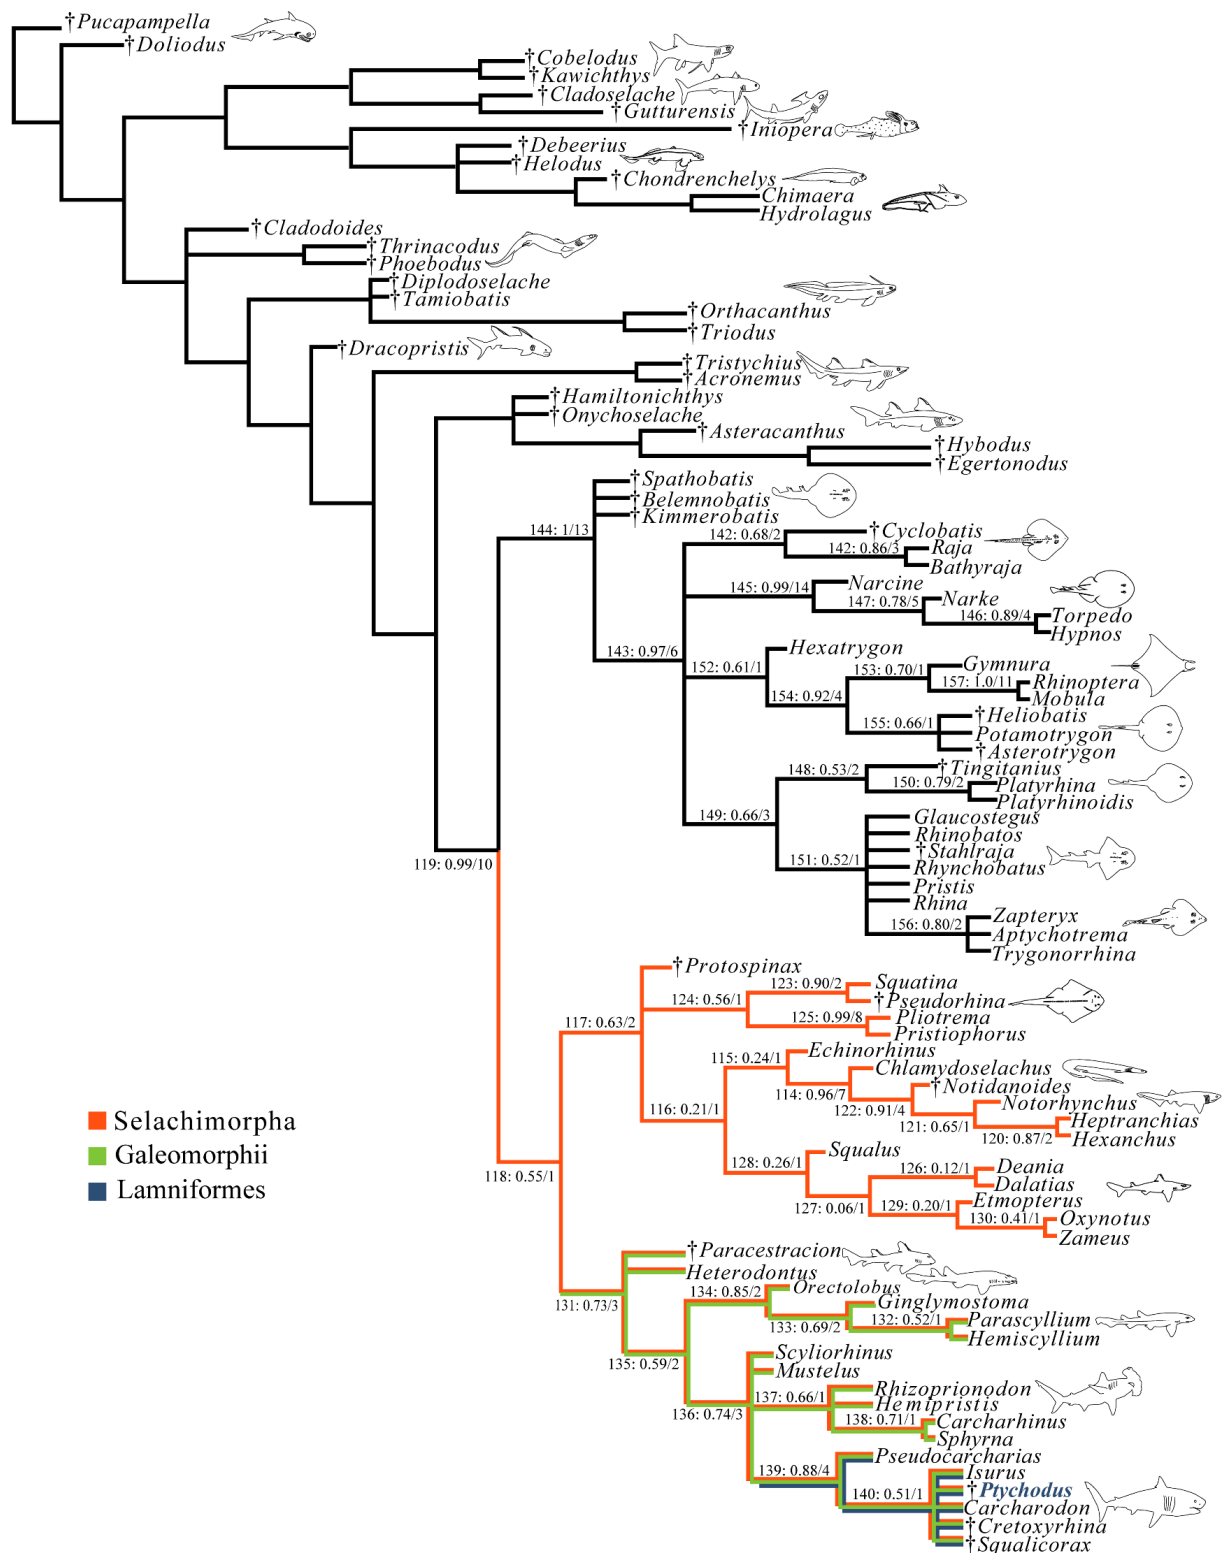 †Pucapampella
†Doliodus
†Cobelodus
†Kawichthys
†Cladoselache
†Gutturensis
†Iniopera
†Debeerius
†Helodus
†Chondrenchelys
Chimaera
Hydrolagus
†Cladodoides
†Thrinacodus
†Phoebodus
†Diplodoselache
†Tamiobatis
†Orthacanthus
†Triodus
†Dracopristis
†Tristychius
†Acronemus
†Hamiltonichthys
†Onychoselache
†Asteracanthus
†Hybodus
†Egertonodus
†Spathobatis
†Belemnobatis
†Kimmerobatis
144: 1/13
142: 0.68/2
†Cyclobatis
142: 0.86/3
Raja
Bathyraja
145: 0.99/14
Narcine
147: 0.78/5
Narke
146: 0.89/4
Torpedo
Hypnos
143: 0.97/6
152: 0.61/1
Hexatrygon
153: 0.70/1
Gymnura
157: 1.0/11
Rhinoptera
Mobula
154: 0.92/4
155: 0.66/1
†Heliobatis
Potamotrygon
†Asterotrygon
148: 0.53/2
†Tingitanius
150: 0.79/2
Platyrhina
Platyrhinoidis
149: 0.66/3
Glaucostegus
Rhinobatos
†Stahlraja
151: 0.52/1
Rhynchobatus
Pristis
Rhina
156: 0.80/2
Zapteryx
Aptychotrema
Trygonorrhina
119: 0.99/10
†Protospinax
123: 0.90/2
Squatina
124: 0.56/1
†Pseudorhina
117: 0.63/2
125: 0.99/8
Pliotrema
Pristiophorus
115: 0.24/1
Echinorhinus
Chlamydoselachus
114: 0.96/7
†Notidanoides
116: 0.21/1
122: 0.91/4
Notorhynchus
121: 0.65/1
Heptranchias
120: 0.87/2
Hexanchus
Selachimorpha
Galeomorphii
Lamniformes
Squalus
128: 0.26/1
126: 0.12/1
Deania
118: 0.55/1
Dalatias
127: 0.06/1
129: 0.20/1
Etmopterus
130: 0.41/1
Oxynotus
Zameus
†Paracestracion
Heterodontus
131: 0.73/3
134: 0.85/2
Orectolobus
Ginglymostoma
133: 0.69/2
132: 0.52/1
Parascyllium
Hemiscyllium
135: 0.59/2
Scyliorhinus
Mustelus
137: 0.66/1
Rhizoprionodon
Hemipristis
136: 0.74/3
138: 0.71/1
Carcharhinus
Sphyrna
Pseudocarcharias
139: 0.88/4
Isurus
140: 0.51/1
†Ptychodus
Carcharodon
†Cretoxyrhina
†Squalicorax